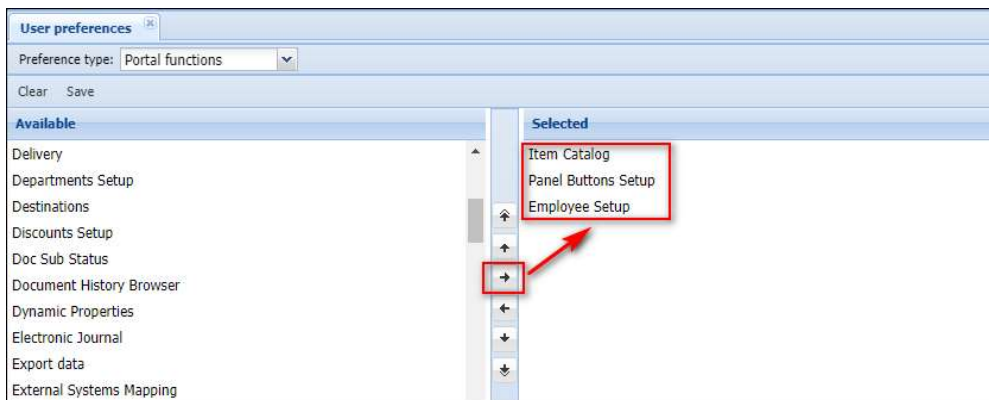 User preferences
Preference type: Portal functions
Clear Save
Available
Delivery
Departments Setup
Destinations
Discounts Setup
Doc Sub Status
Document History Browser
Dynamic Properties
Electronic Journal
Export data
External Systems Mapping
Selected
Item Catalog
Panel Buttons Setup
Employee Setup